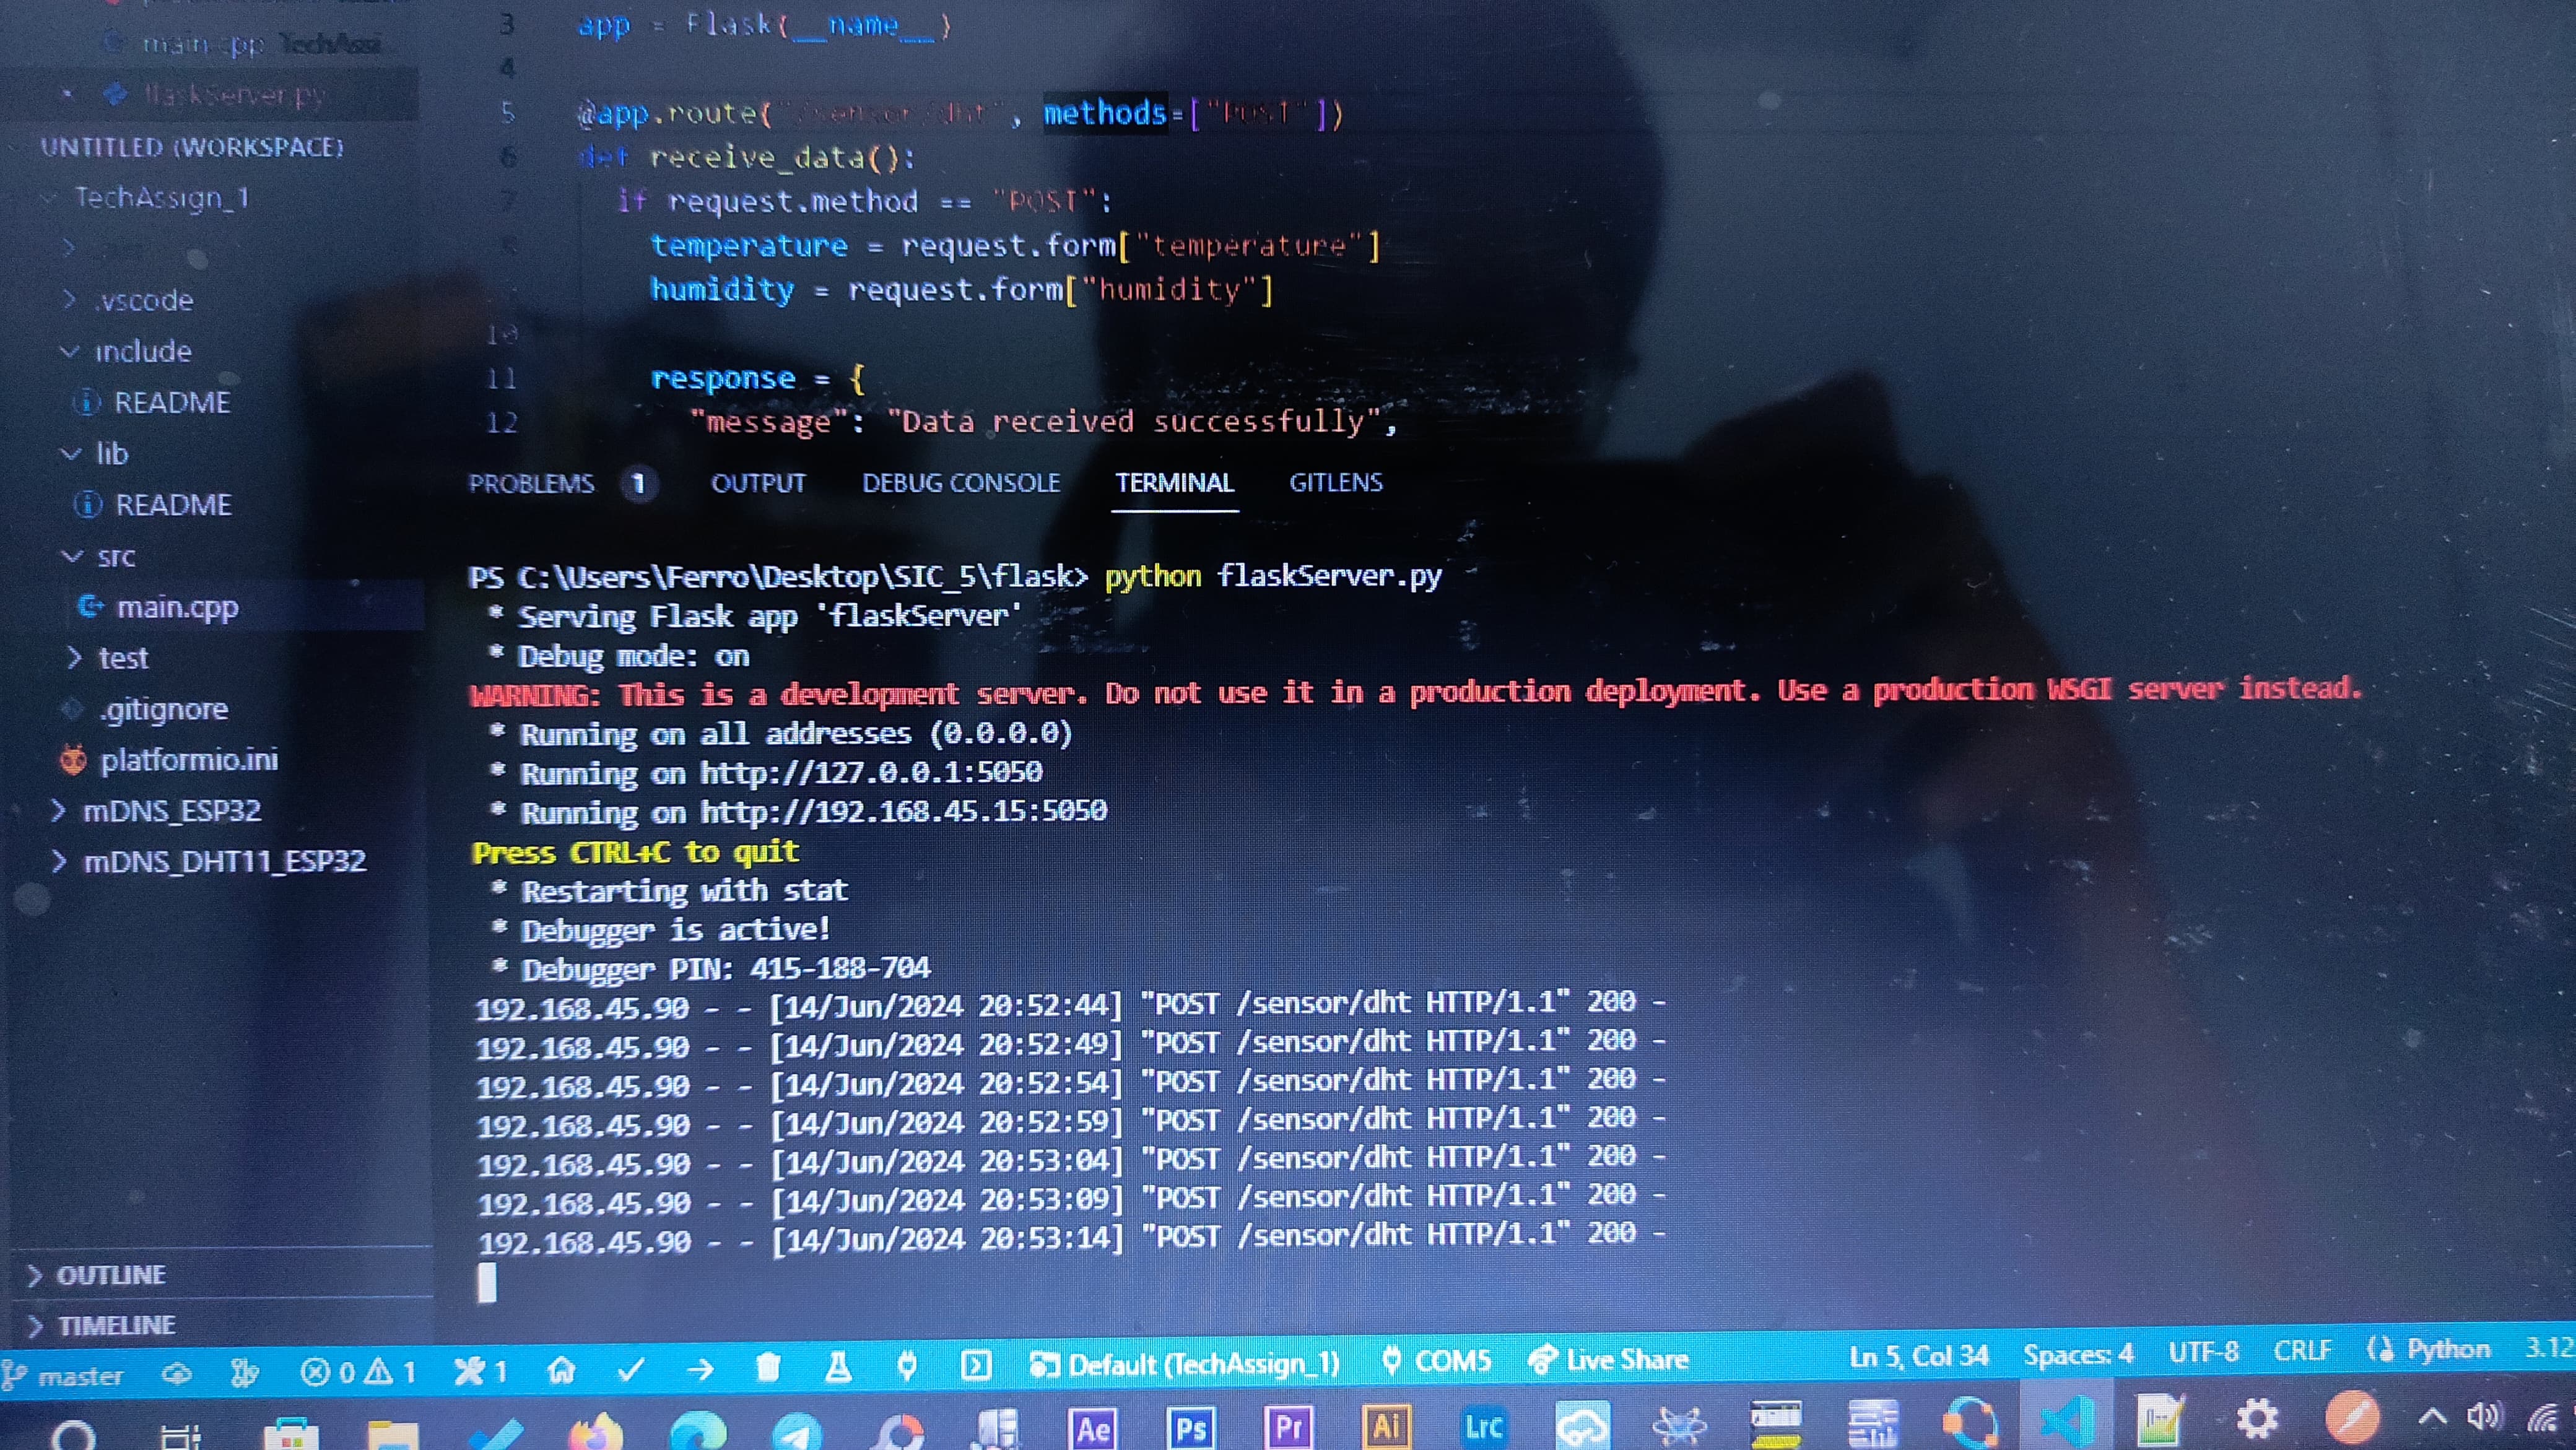 main.cpp TechAssi...
flaskServer.py
UNTITLED (WORKSPACE)
TechAssign_1
.vscode
include
README
lib
README
src
main.cpp
test
.gitignore
platformio.ini
mDNS_ESP32
mDNS_DHT11_ESP32
OUTLINE
TIMELINE
3 app = Flask(__name__)
4
5 @app.route("/sensor/dht", methods=["POST"])
6 def receive_data():
7 if request.method == "POST":
8 temperature = request.form["temperature"]
humidity = request.form["humidity"]
10
11 response = {
12 "message": "Data received successfully",
PROBLEMS 1 OUTPUT DEBUG CONSOLE TERMINAL GITLENS
PS C:\Users\Ferro\Desktop\SIC_5\flask> python flaskServer.py
* Serving Flask app 'flaskServer'
* Debug mode: on
WARNING: This is a development server. Do not use it in a production deployment. Use a production WSGI server instead.
* Running on all addresses (0.0.0.0)
* Running on http://127.0.0.1:5050
* Running on http://192.168.45.15:5050
Press CTRL+C to quit
* Restarting with stat
* Debugger is active!
* Debugger PIN: 415-188-704
192.168.45.90 - - [14/Jun/2024 20:52:44] "POST /sensor/dht HTTP/1.1" 200 -
192.168.45.90 - - [14/Jun/2024 20:52:49] "POST /sensor/dht HTTP/1.1" 200 -
192.168.45.90 - - [14/Jun/2024 20:52:54] "POST /sensor/dht HTTP/1.1" 200 -
192.168.45.90 - - [14/Jun/2024 20:52:59] "POST /sensor/dht HTTP/1.1" 200 -
192.168.45.90 - - [14/Jun/2024 20:53:04] "POST /sensor/dht HTTP/1.1" 200 -
192.168.45.90 - - [14/Jun/2024 20:53:09] "POST /sensor/dht HTTP/1.1" 200 -
192.168.45.90 - - [14/Jun/2024 20:53:14] "POST /sensor/dht HTTP/1.1" 200 -
master 0 1 1 Default (TechAssign_1) COM5 Live Share Ln 5, Col 34 Spaces: 4 UTF-8 CRLF Python 3.12
Ae Ps Pr Ai Lrc